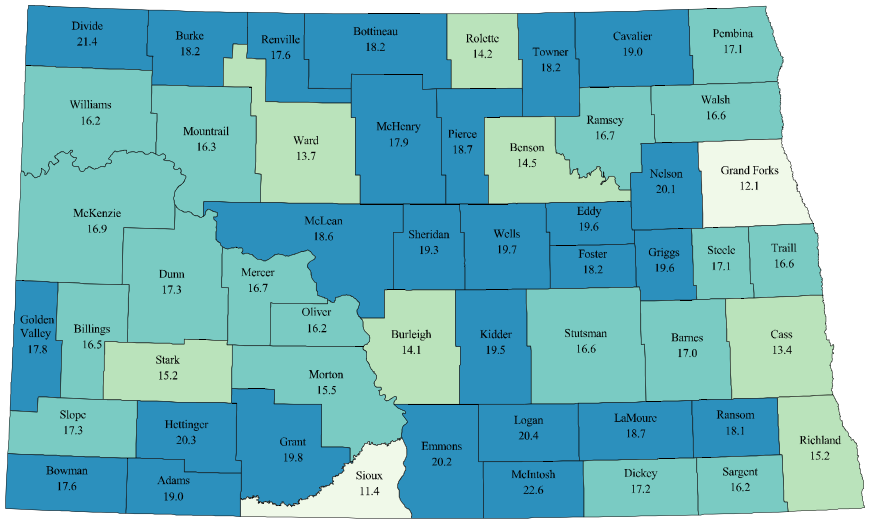 Divide
21.4
Burke
18.2
Renville
17.6
Bottineau
18.2
Rolette
14.2
Towner
18.2
Cavalier
19.0
Pembina
17.1
Williams
16.2
Mountrail
16.3
Ward
13.7
McHenry
17.9
Pierce
18.7
Benson
14.5
Ramsey
16.7
Walsh
16.6
Nelson
20.1
Grand Forks
12.1
McKenzie
16.9
McLean
18.6
Sheridan
19.3
Wells
19.7
Eddy
19.6
Foster
18.2
Griggs
19.6
Steele
17.1
Traill
16.6
Dunn
17.3
Mercer
16.7
Oliver
16.2
Golden
Valley
17.8
Billings
16.5
Stark
15.2
Burleigh
14.1
Kidder
19.5
Stutsman
16.6
Barnes
17.0
Cass
13.4
Morton
15.5
Slope
17.3
Hettinger
20.3
Grant
19.8
Emmons
20.2
Logan
20.4
LaMoure
18.7
Ransom
18.1
Richland
15.2
Bowman
17.6
Adams
19.0
Sioux
11.4
McIntosh
22.6
Dickey
17.2
Sargent
16.2